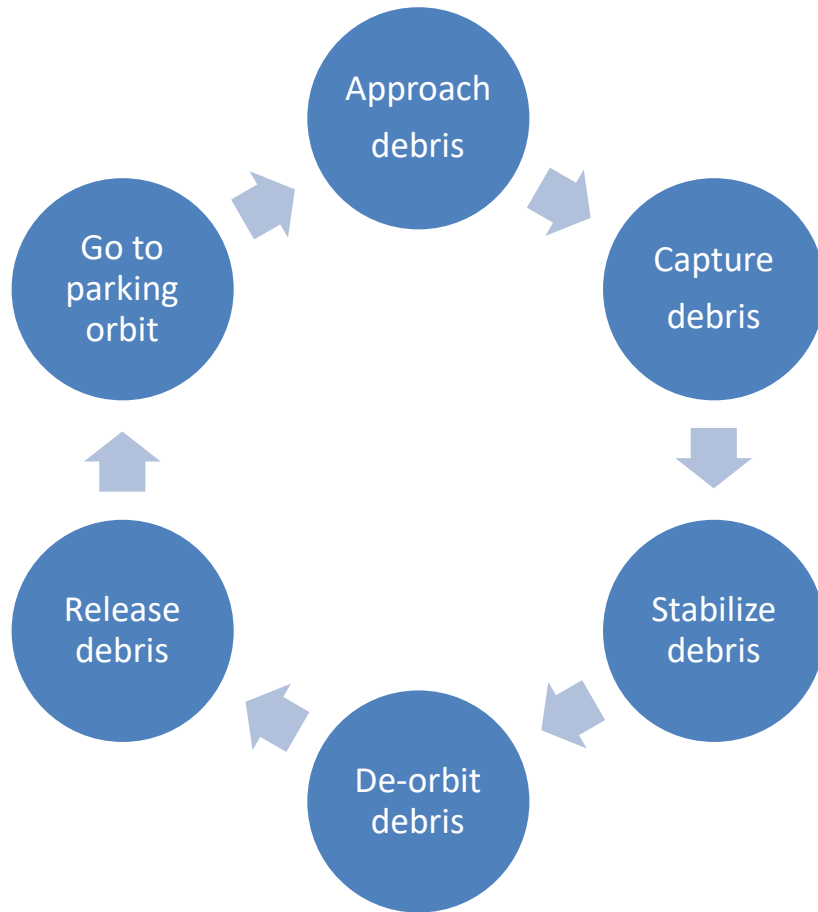 Approach
debris
Capture
debris
Stabilize
debris
De-orbit
debris
Release
debris
Go to
parking
orbit